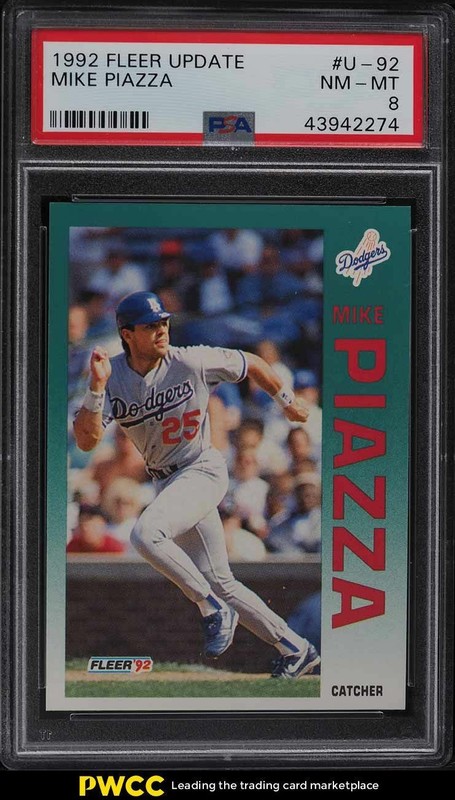 1992 FLEER UPDATE #U-92
MIKE PIAZZA NM-MT
8
PSA 43942274
Dodgers
MIKE
PIAZZA
LA
Dodgers
25
FLEER '92
CATCHER
PWCC Leading the trading card marketplace